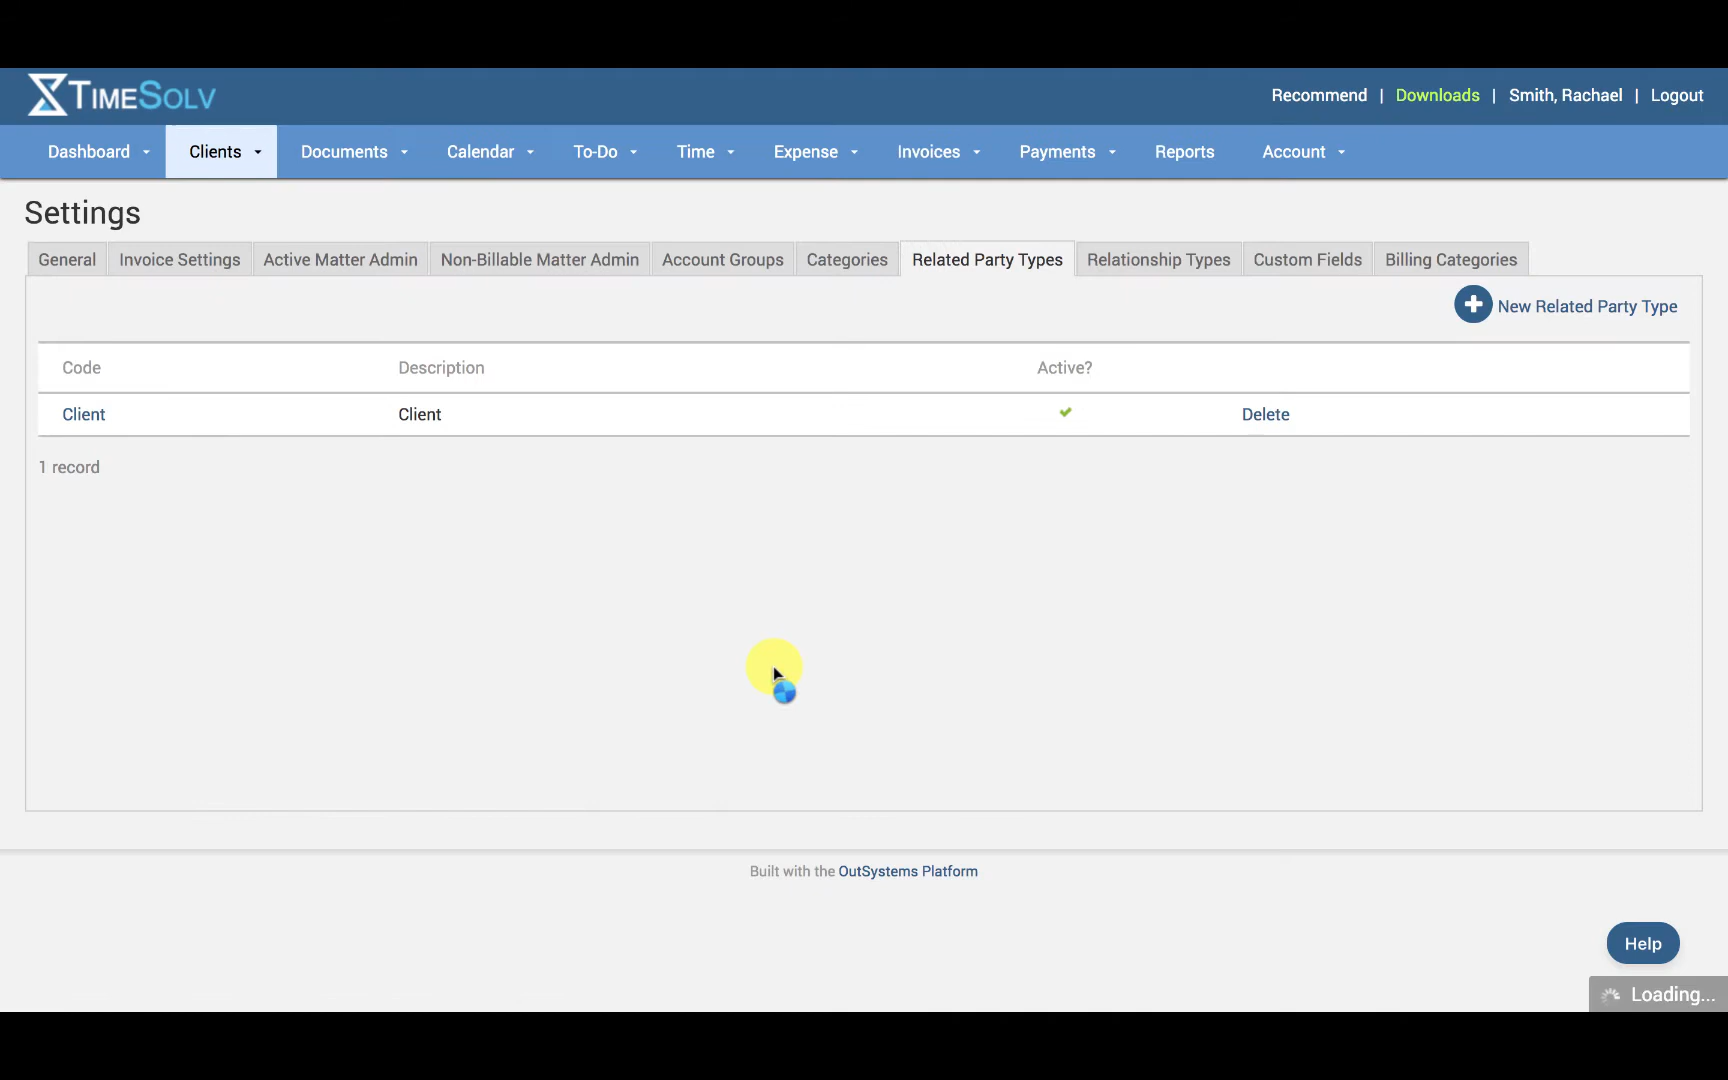 TIMESOLV
Recommend | Downloads | Smith, Rachael | Logout
Dashboard Clients Documents Calendar To-Do Time Expense Invoices Payments Reports Account
Settings
General Invoice Settings Active Matter Admin Non-Billable Matter Admin Account Groups Categories Related Party Types Relationship Types Custom Fields Billing Categories
New Related Party Type
Code Description Active?
Client Client Delete
1 record
Built with the OutSystems Platform
Help
Loading...